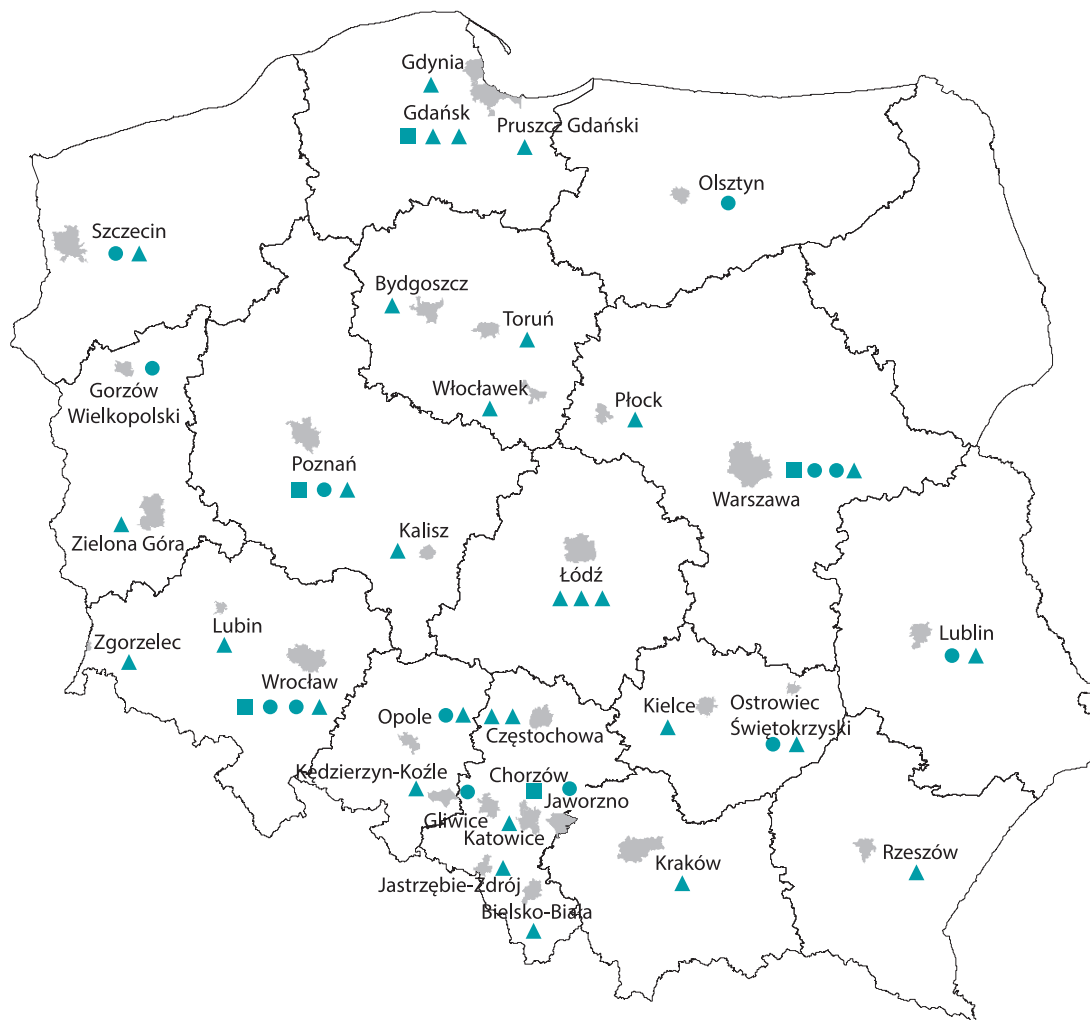 Gdynia
Gdańsk
Pruszcz Gdański
Olsztyn
Szczecin
Bydgoszcz
Toruń
Gorzów
Wielkopolski
Włocławek
Płock
Poznań
Warszawa
Kalisz
Zielona Góra
Łódź
Lubin
Zgorzelec
Lublin
Wrocław
Opole
Częstochowa
Kielce
Ostrowiec
Świętokrzyski
Kędzierzyn-Koźle
Chorzów
Jaworzno
Gliwice
Katowice
Kraków
Rzeszów
Jastrzębie-Zdrój
Bielsko-Biała